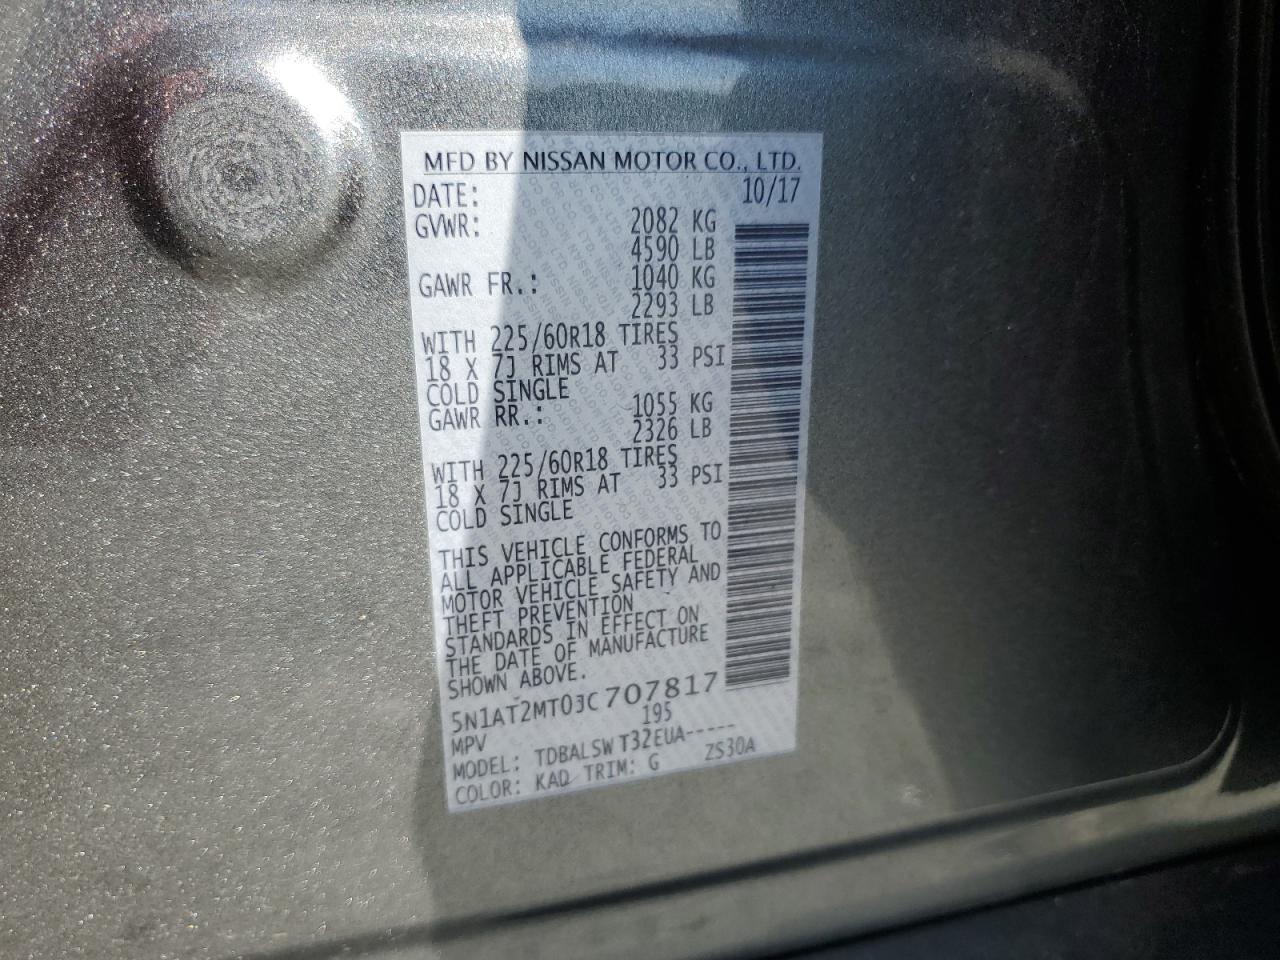 MFD BY NISSAN MOTOR CO., LTD.
DATE: 10/17
GVWR: 2082 KG
4590 LB
GAWR FR.: 1040 KG
2293 LB
WITH 225/60R18 TIRES
18 X 7J RIMS AT 33 PSI
COLD SINGLE
GAWR RR.: 1055 KG
2326 LB
WITH 225/60R18 TIRES
18 X 7J RIMS AT 33 PSI
COLD SINGLE
THIS VEHICLE CONFORMS TO
ALL APPLICABLE FEDERAL
MOTOR VEHICLE SAFETY AND
THEFT PREVENTION
STANDARDS IN EFFECT ON
THE DATE OF MANUFACTURE
SHOWN ABOVE.
5N1AT2MT0JC707817
MPV 195
MODEL: TDBALSW T32EUA-----
COLOR: KAD TRIM: G ZS30A